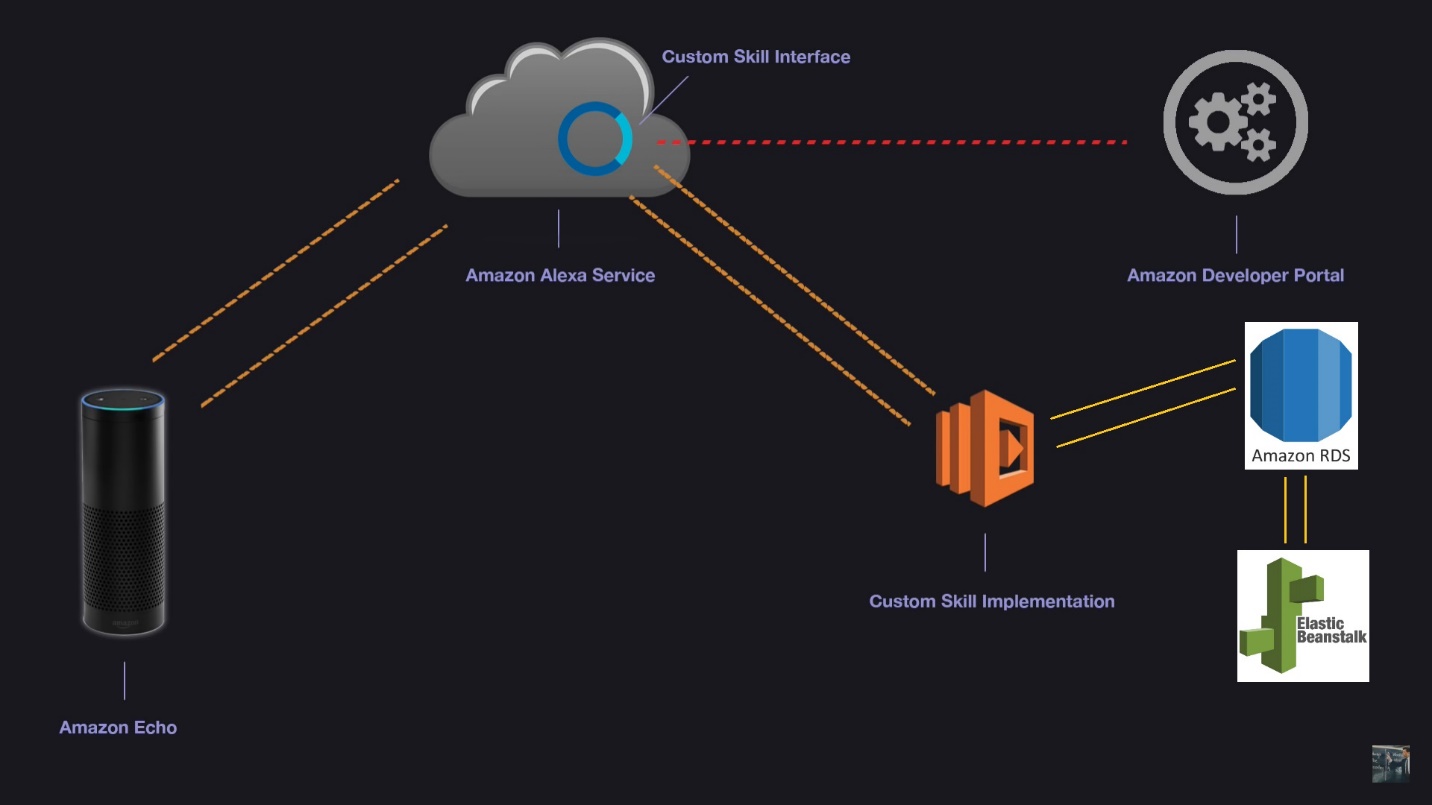 Custom Skill Interface
Amazon Alexa Service
Amazon Developer Portal
Amazon RDS
Custom Skill Implementation
Elastic
Beanstalk
Amazon Echo